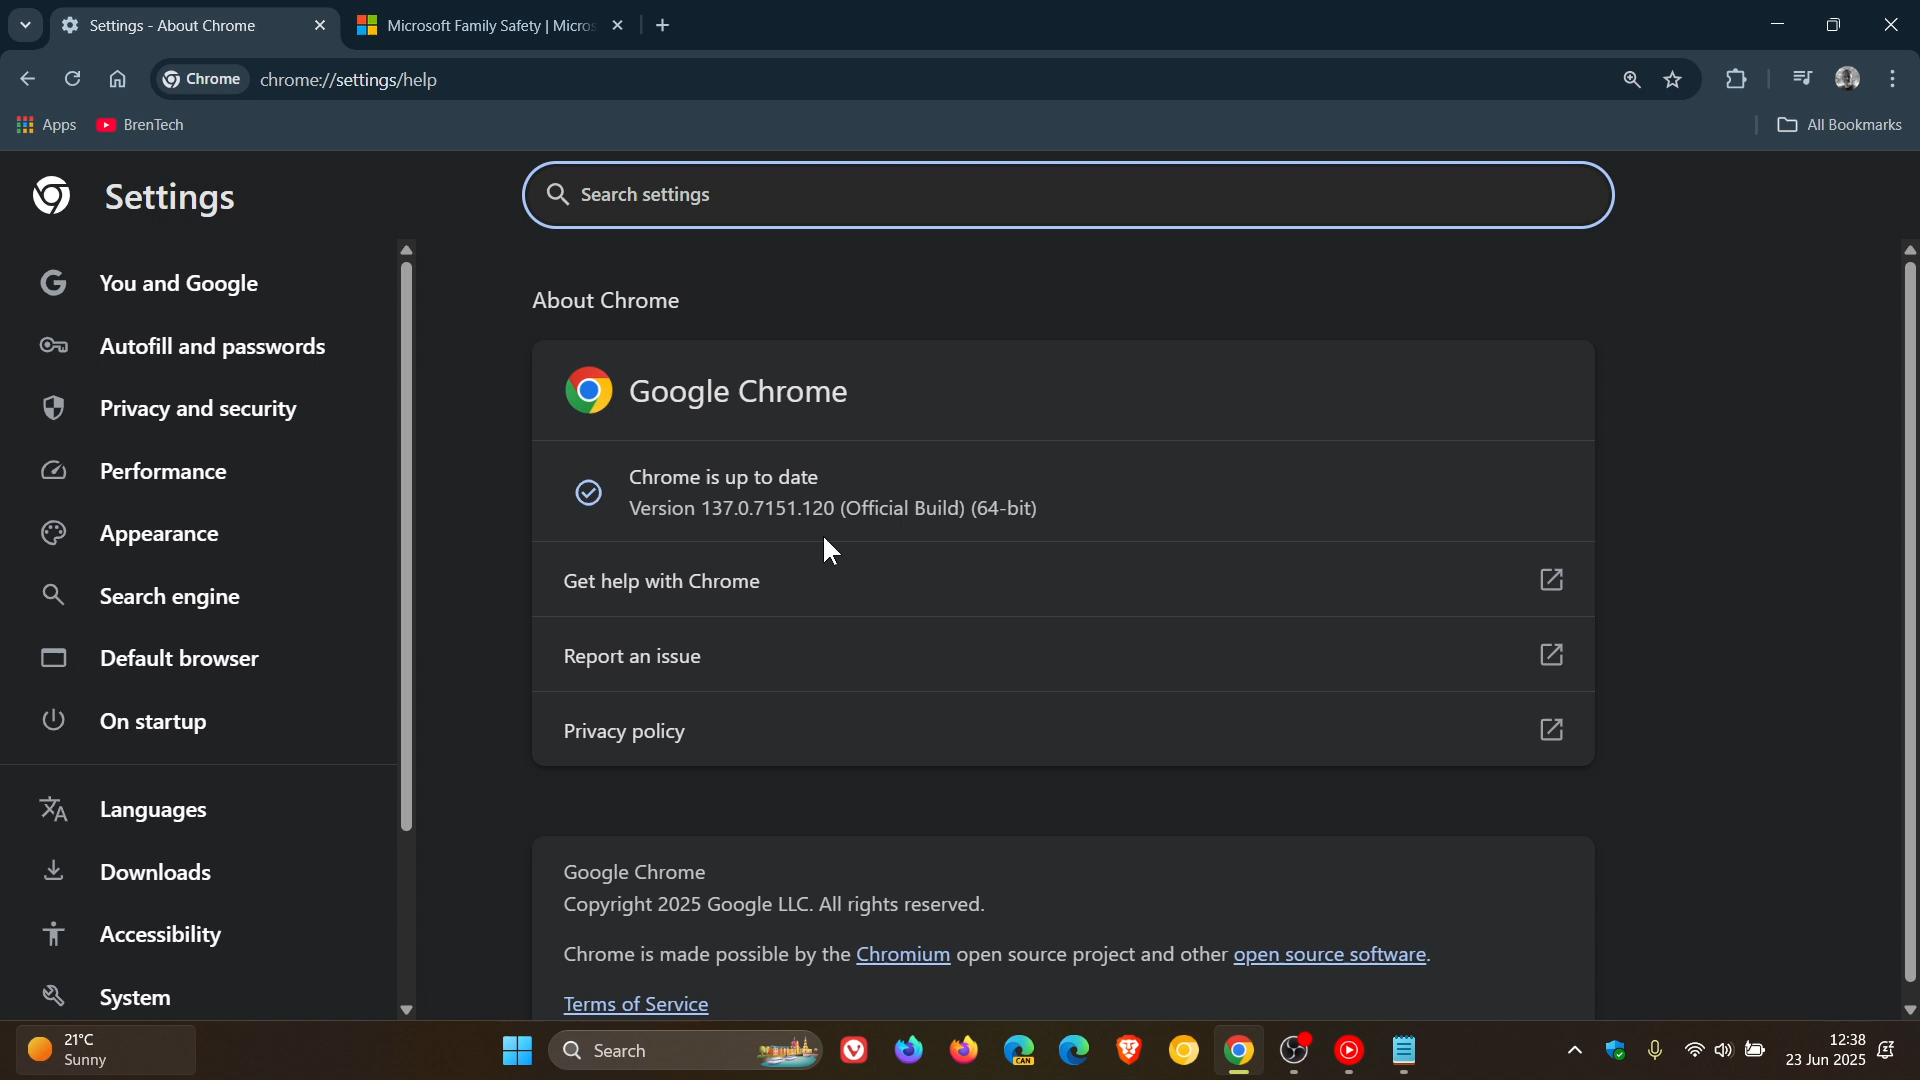 Settings - About Chrome
Microsoft Family Safety | Micros
Chrome
chrome://settings/help
Apps
BrenTech
All Bookmarks
Settings
Search settings
You and Google
Autofill and passwords
Privacy and security
Performance
Appearance
Search engine
Default browser
On startup
Languages
Downloads
Accessibility
System
About Chrome
Google Chrome
Chrome is up to date
Version 137.0.7151.120 (Official Build) (64-bit)
Get help with Chrome
Report an issue
Privacy policy
Google Chrome
Copyright 2025 Google LLC. All rights reserved.
Chrome is made possible by the Chromium open source project and other open source software.
Terms of Service
21°C
Sunny
Search
CAN
12:38
23 Jun 2025